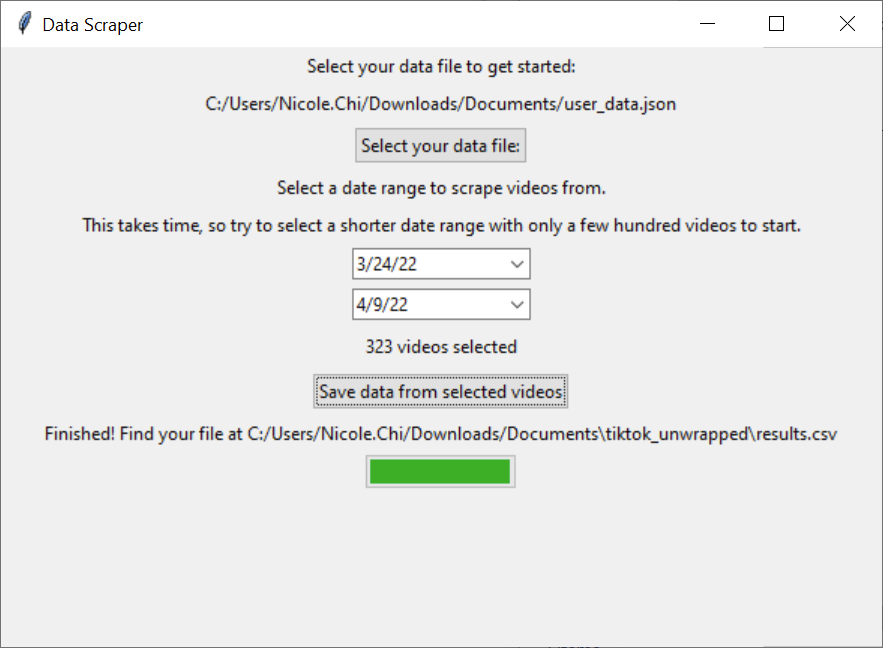 Data Scraper
Select your data file to get started:
C:/Users/Nicole.Chi/Downloads/Documents/user_data.json
Select your data file:
Select a date range to scrape videos from.
This takes time, so try to select a shorter date range with only a few hundred videos to start.
3/24/22
4/9/22
323 videos selected
Save data from selected videos
Finished! Find your file at C:/Users/Nicole.Chi/Downloads/Documents\tiktok_unwrapped\results.csv